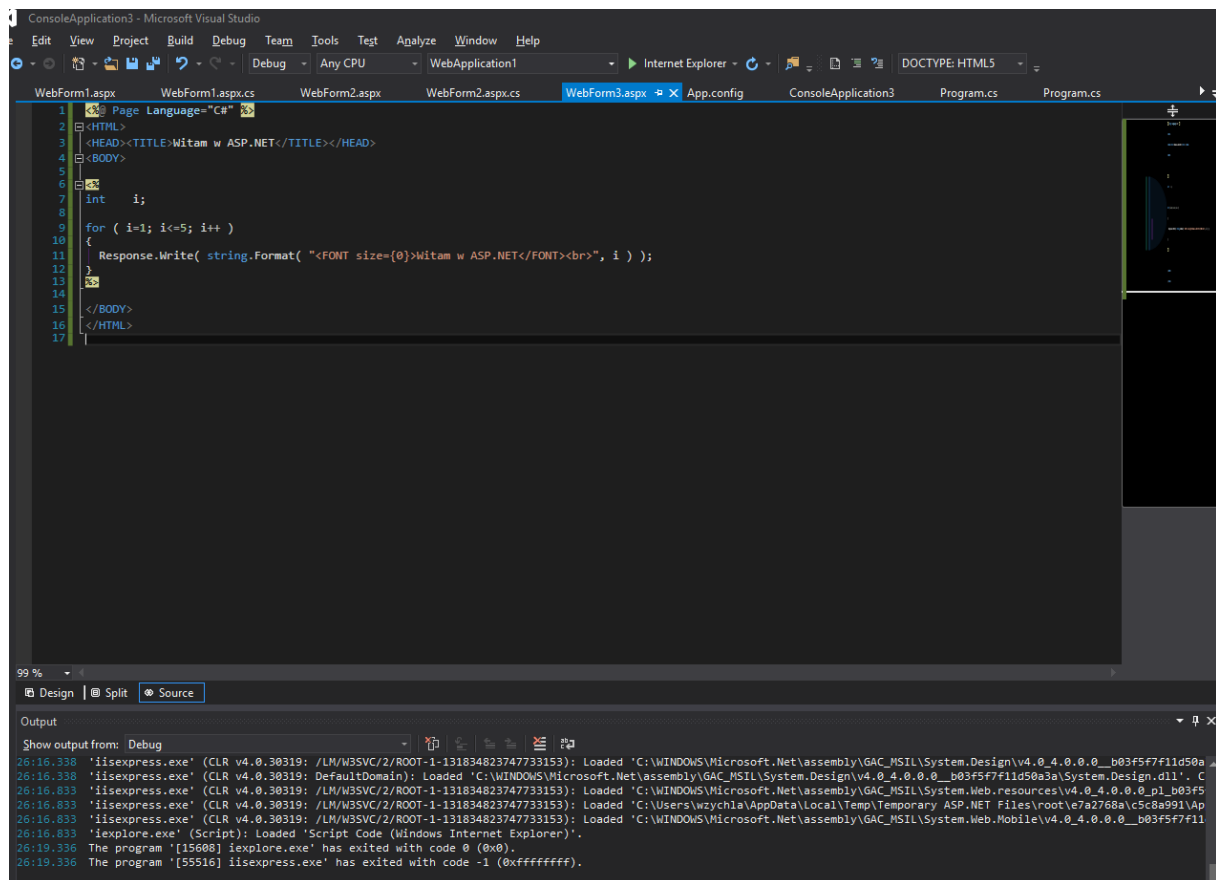 ConsoleApplication3 - Microsoft Visual Studio
Edit View Project Build Debug Team Tools Test Analyze Window Help
Debug Any CPU WebApplication1 Internet Explorer DOCTYPE: HTML5
WebForm1.aspx WebForm1.aspx.cs WebForm2.aspx WebForm2.aspx.cs WebForm3.aspx App.config ConsoleApplication3 Program.cs Program.cs
1 <%@ Page Language="C#" %>
2 <HTML>
3 <HEAD><TITLE>Witam w ASP.NET</TITLE></HEAD>
4 <BODY>
5
6 <%
7 int i;
8
9 for ( i=1; i<=5; i++ )
10 {
11 Response.Write( string.Format( "<FONT size={0}>Witam w ASP.NET</FONT><br>", i ) );
12 }
13 %>
14
15 </BODY>
16 </HTML>
17
99 %
Design Split Source
Output
Show output from: Debug
26:16.338 'iisexpress.exe' (CLR v4.0.30319: /LM/W3SVC/2/ROOT-1-131834823747733153): Loaded 'C:\WINDOWS\Microsoft.Net\assembly\GAC_MSIL\System.Design\v4.0_4.0.0.0__b03f5f7f11d50a
26:16.338 'iisexpress.exe' (CLR v4.0.30319: DefaultDomain): Loaded 'C:\WINDOWS\Microsoft.Net\assembly\GAC_MSIL\System.Design\v4.0_4.0.0.0__b03f5f7f11d50a3a\System.Design.dll'. C
26:16.833 'iisexpress.exe' (CLR v4.0.30319: /LM/W3SVC/2/ROOT-1-131834823747733153): Loaded 'C:\WINDOWS\Microsoft.Net\assembly\GAC_MSIL\System.Web.resources\v4.0_4.0.0.0_pl_b03f5
26:16.833 'iisexpress.exe' (CLR v4.0.30319: /LM/W3SVC/2/ROOT-1-131834823747733153): Loaded 'C:\Users\wzychla\AppData\Local\Temp\Temporary ASP.NET Files\root\e7a2768a\c5c8a991\Ap
26:16.833 'iisexpress.exe' (CLR v4.0.30319: /LM/W3SVC/2/ROOT-1-131834823747733153): Loaded 'C:\WINDOWS\Microsoft.Net\assembly\GAC_MSIL\System.Web.Mobile\v4.0_4.0.0.0__b03f5f7f11
26:16.833 'iexplore.exe' (Script): Loaded 'Script Code (Windows Internet Explorer)'.
26:19.336 The program '[15608] iexplore.exe' has exited with code 0 (0x0).
26:19.336 The program '[55516] iisexpress.exe' has exited with code -1 (0xffffffff).